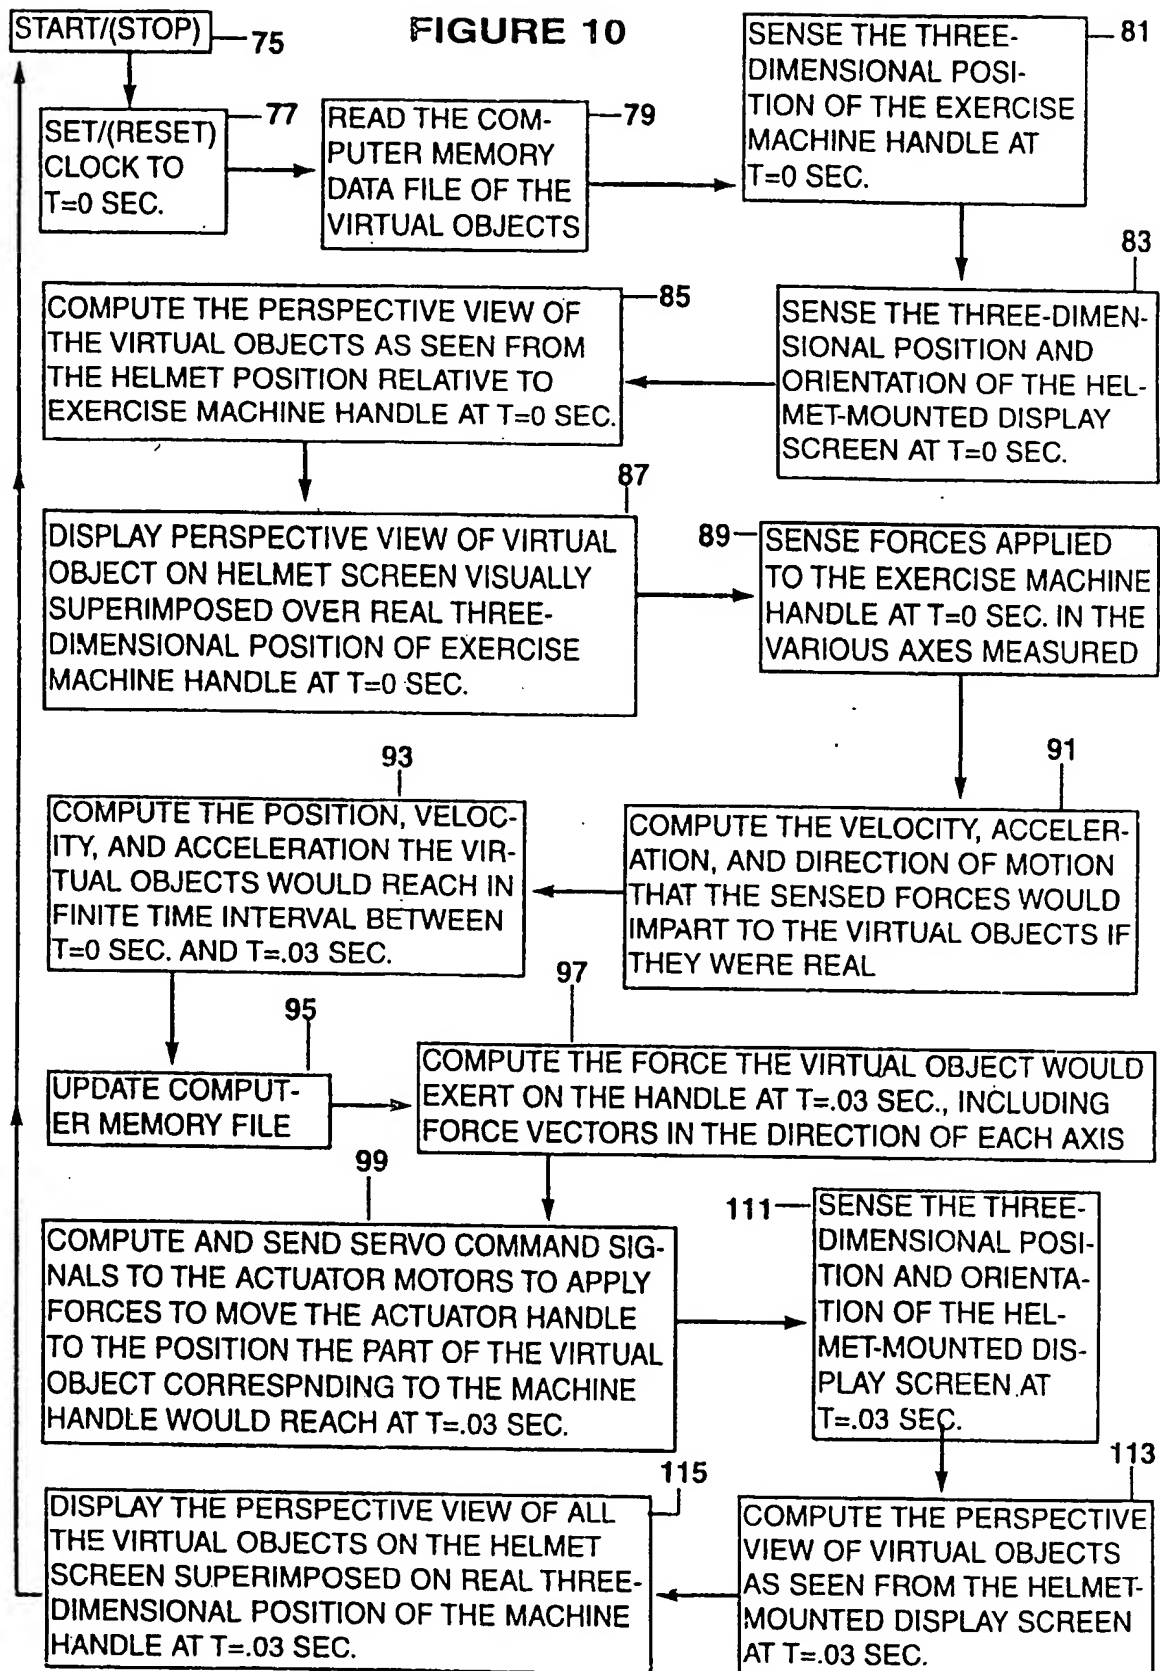 FIGURE 10
START/(STOP)
75
SET/(RESET)
CLOCK TO
T=0 SEC.
77
READ THE COM-
PUTER MEMORY
DATA FILE OF THE
VIRTUAL OBJECTS
79
SENSE THE THREE-
DIMENSIONAL POSI-
TION OF THE EXERCISE
MACHINE HANDLE AT
T=0 SEC.
81
83
SENSE THE THREE-DIMEN-
SIONAL POSITION AND
ORIENTATION OF THE HEL-
MET-MOUNTED DISPLAY
SCREEN AT T=0 SEC.
85
COMPUTE THE PERSPECTIVE VIEW OF
THE VIRTUAL OBJECTS AS SEEN FROM
THE HELMET POSITION RELATIVE TO
EXERCISE MACHINE HANDLE AT T=0 SEC.
87
DISPLAY PERSPECTIVE VIEW OF VIRTUAL
OBJECT ON HELMET SCREEN VISUALLY
SUPERIMPOSED OVER REAL THREE-
DIMENSIONAL POSITION OF EXERCISE
MACHINE HANDLE AT T=0 SEC.
89
SENSE FORCES APPLIED
TO THE EXERCISE MACHINE
HANDLE AT T=0 SEC. IN THE
VARIOUS AXES MEASURED
91
COMPUTE THE VELOCITY, ACCELER-
ATION, AND DIRECTION OF MOTION
THAT THE SENSED FORCES WOULD
IMPART TO THE VIRTUAL OBJECTS IF
THEY WERE REAL
93
COMPUTE THE POSITION, VELOC-
ITY, AND ACCELERATION THE VIR-
TUAL OBJECTS WOULD REACH IN
FINITE TIME INTERVAL BETWEEN
T=0 SEC. AND T=.03 SEC.
95
UPDATE COMPUT-
ER MEMORY FILE
97
COMPUTE THE FORCE THE VIRTUAL OBJECT WOULD
EXERT ON THE HANDLE AT T=.03 SEC., INCLUDING
FORCE VECTORS IN THE DIRECTION OF EACH AXIS
99
COMPUTE AND SEND SERVO COMMAND SIG-
NALS TO THE ACTUATOR MOTORS TO APPLY
FORCES TO MOVE THE ACTUATOR HANDLE
TO THE POSITION THE PART OF THE VIRTUAL
OBJECT CORRESPNDING TO THE MACHINE
HANDLE WOULD REACH AT T=.03 SEC.
111
SENSE THE THREE-
DIMENSIONAL POSI-
TION AND ORIENTA-
TION OF THE HEL-
MET-MOUNTED DIS-
PLAY SCREEN AT
T=.03 SEC.
113
COMPUTE THE PERSPECTIVE
VIEW OF VIRTUAL OBJECTS
AS SEEN FROM THE HELMET-
MOUNTED DISPLAY SCREEN
AT T=.03 SEC.
115
DISPLAY THE PERSPECTIVE VIEW OF ALL
THE VIRTUAL OBJECTS ON THE HELMET
SCREEN SUPERIMPOSED ON REAL THREE-
DIMENSIONAL POSITION OF THE MACHINE
HANDLE AT T=.03 SEC.